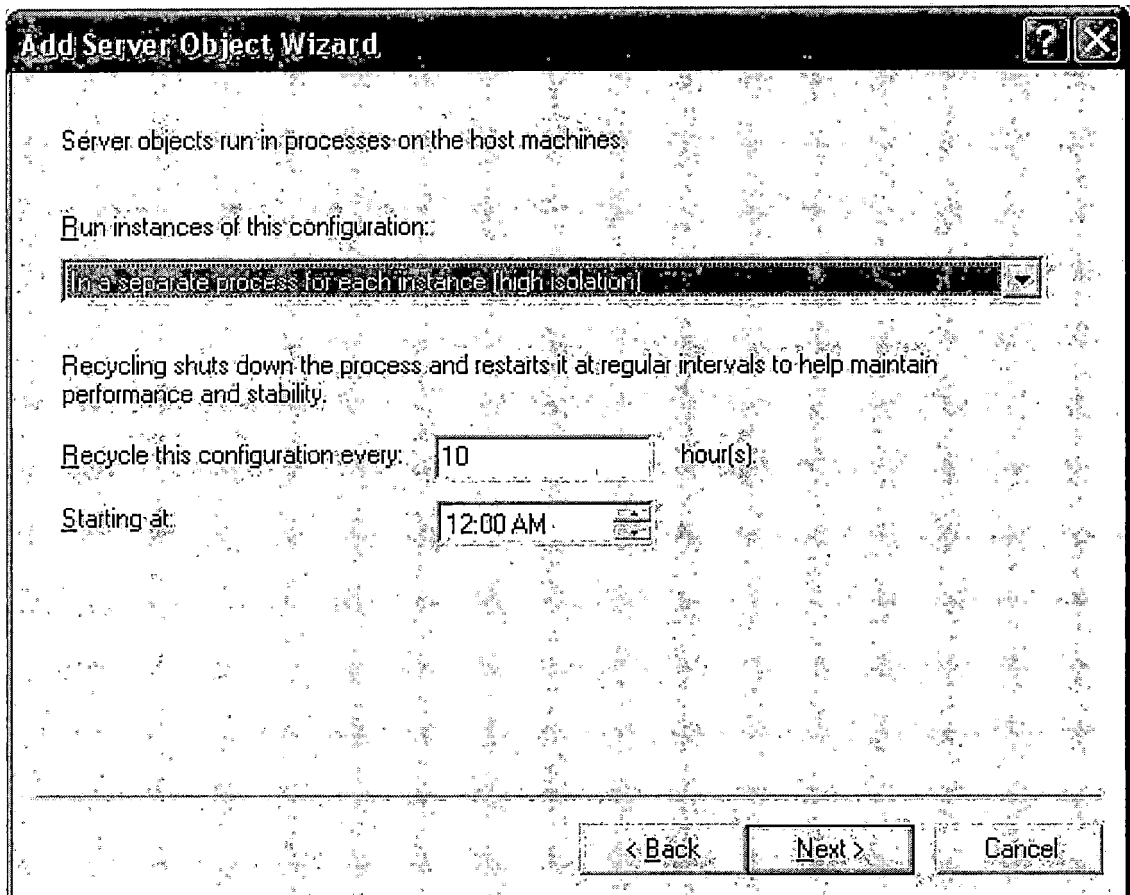 Add Server Object Wizard
Server objects run in processes on the host machines.
Run instances of this configuration:
In a separate process for each instance (high isolation)
Recycling shuts down the process and restarts it at regular intervals to help maintain
performance and stability.
Recycle this configuration every: 10 hour(s).
Starting at: 12:00 AM
< Back Next > Cancel